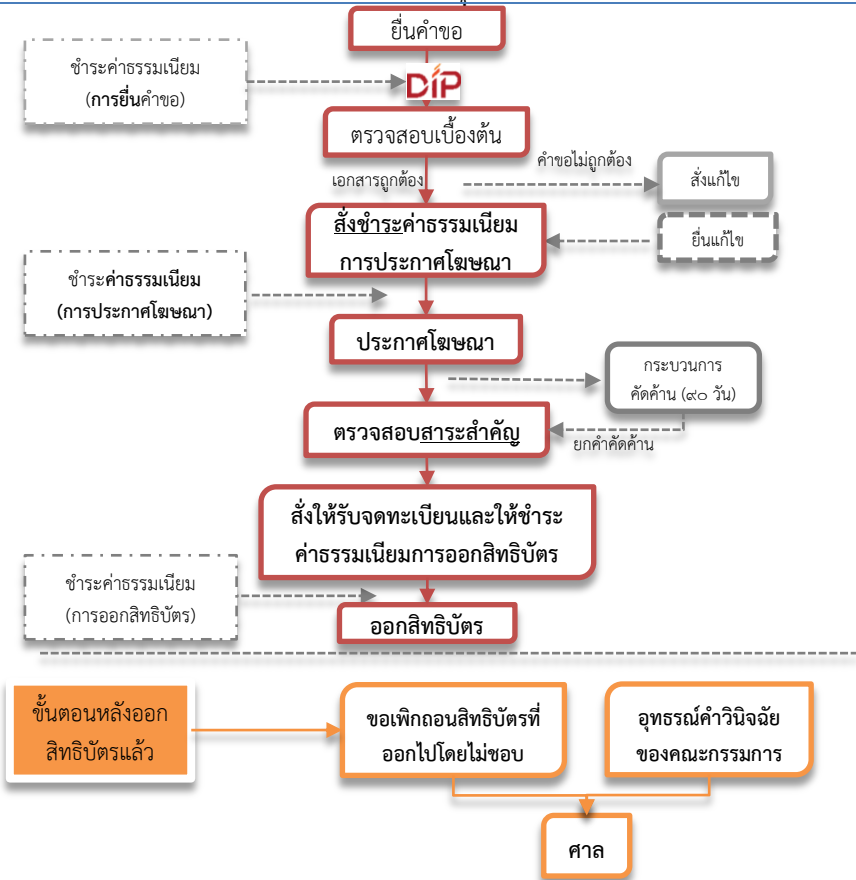 ยื่นคำขอ
ชำระค่าธรรมเนียม
(การยื่นคำขอ)
DIP
ตรวจสอบเบื้องต้น
เอกสารถูกต้อง
คำขอไม่ถูกต้อง
สั่งแก้ไข
สั่งชำระค่าธรรมเนียม
การประกาศโฆษณา
ยื่นแก้ไข
ชำระค่าธรรมเนียม
(การประกาศโฆษณา)
ประกาศโฆษณา
กระบวนการ
คัดค้าน (๙๐ วัน)
ตรวจสอบสาระสำคัญ
ยกคำคัดค้าน
สั่งให้รับจดทะเบียนและให้ชำระ
ค่าธรรมเนียมการออกสิทธิบัตร
ชำระค่าธรรมเนียม
(การออกสิทธิบัตร)
ออกสิทธิบัตร
ขั้นตอนหลังออก
สิทธิบัตรแล้ว
ขอเพิกถอนสิทธิบัตรที่
ออกไปโดยไม่ชอบ
อุทธรณ์คำวินิจฉัย
ของคณะกรรมการ
ศาล